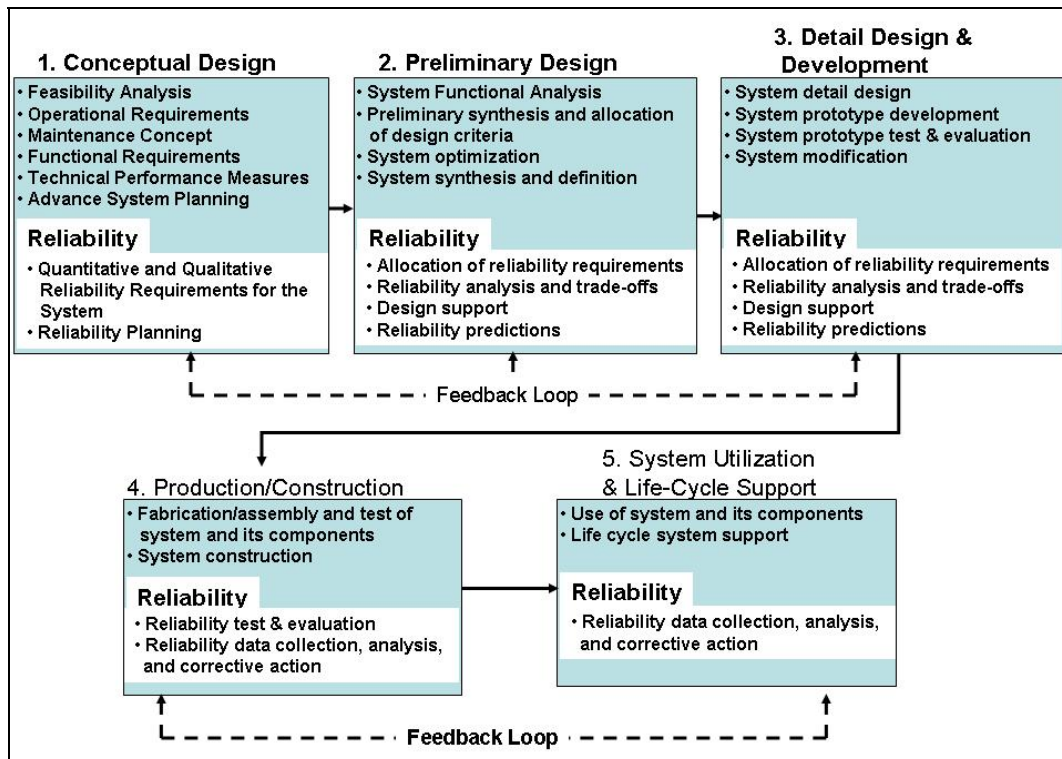 1. Conceptual Design
• Feasibility Analysis
• Operational Requirements
• Maintenance Concept
• Functional Requirements
• Technical Performance Measures
• Advance System Planning
Reliability
• Quantitative and Qualitative
Reliability Requirements for the
System
• Reliability Planning
2. Preliminary Design
• System Functional Analysis
• Preliminary synthesis and allocation
of design criteria
• System optimization
• System synthesis and definition
Reliability
• Allocation of reliability requirements
• Reliability analysis and trade-offs
• Design support
• Reliability predictions
3. Detail Design &
Development
• System detail design
• System prototype development
• System prototype test & evaluation
• System modification
Reliability
• Allocation of reliability requirements
• Reliability analysis and trade-offs
• Design support
• Reliability predictions
Feedback Loop
4. Production/Construction
• Fabrication/assembly and test of
system and its components
• System construction
Reliability
• Reliability test & evaluation
• Reliability data collection, analysis,
and corrective action
5. System Utilization
& Life-Cycle Support
• Use of system and its components
• Life cycle system support
Reliability
• Reliability data collection, analysis,
and corrective action
Feedback Loop